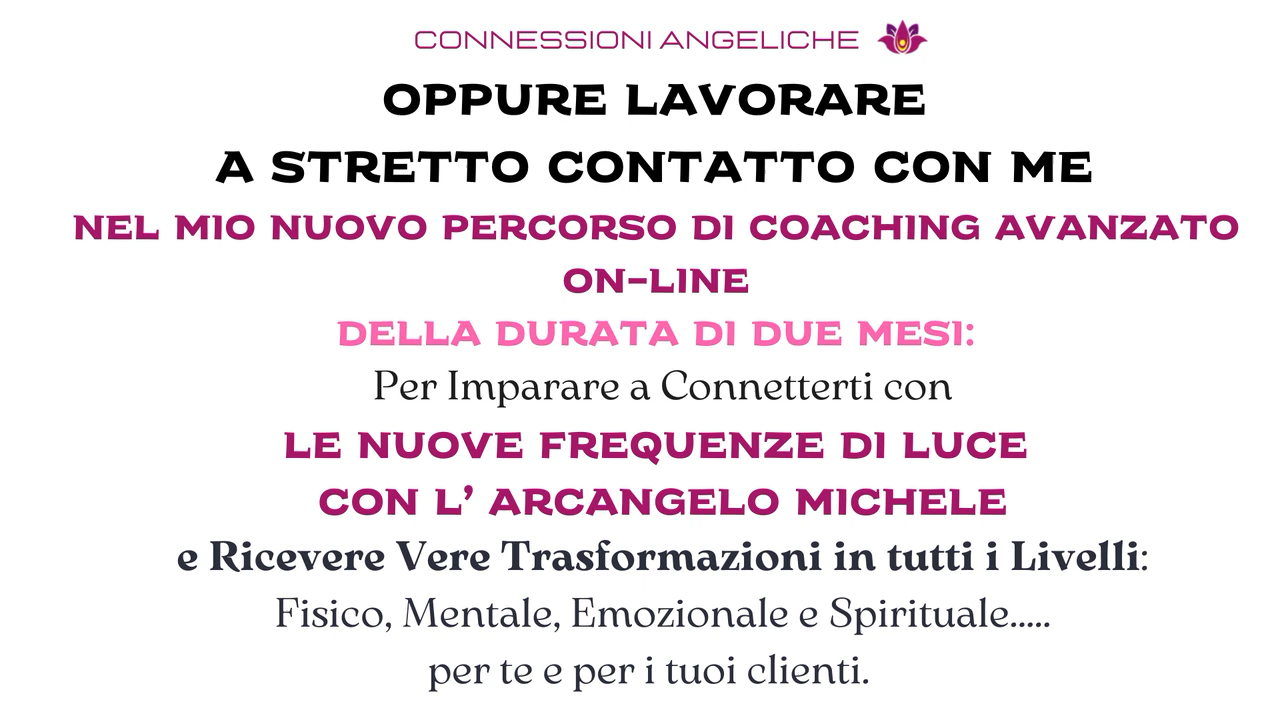 CONNESSIONI ANGELICHE
OPPURE LAVORARE
A STRETTO CONTATTO CON ME
NEL MIO NUOVO PERCORSO DI COACHING AVANZATO
ON-LINE
DELLA DURATA DI DUE MESI:
Per Imparare a Connetterti con
LE NUOVE FREQUENZE DI LUCE
CON L’ ARCANGELO MICHELE
e Ricevere Vere Trasformazioni in tutti i Livelli:
Fisico, Mentale, Emozionale e Spirituale.....
per te e per i tuoi clienti.